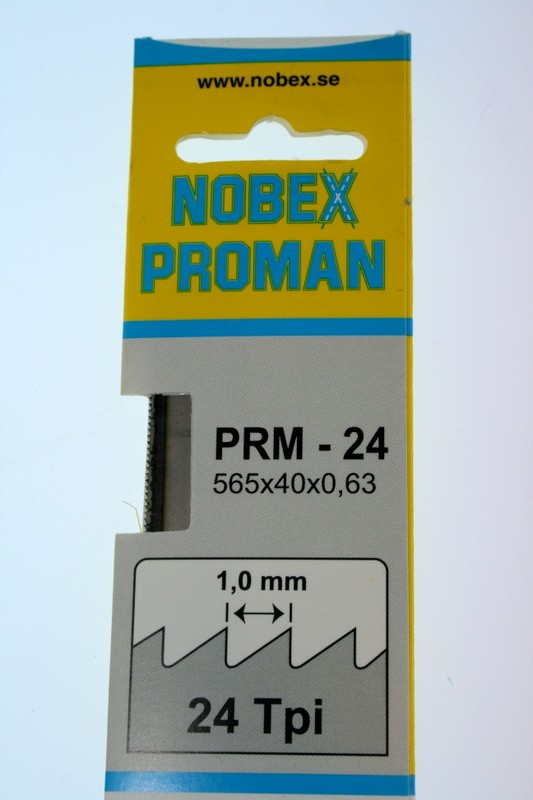 www.nobex.se
NOBEX
PROMAN
PRM - 24
565x40x0,63
1,0 mm
24 Tpi